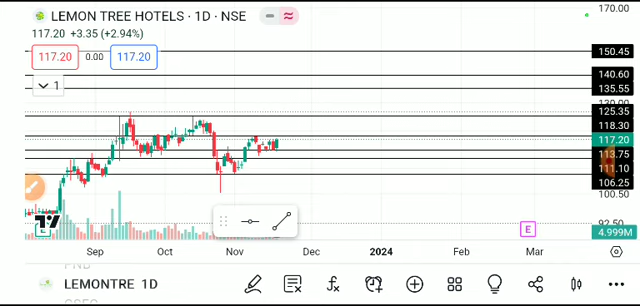 LEMON TREE HOTELS · 1D · NSE
117.20 +3.35 (+2.94%)
117.20 0.00 117.20
1
170.00
150.45
140.60
135.55
130.00
125.35
118.30
117.20
113.75
111.10
106.25
100.50
92.50
4.999M
E
E
Sep Oct Nov Dec 2024 Feb Mar
LEMONTRE 1D